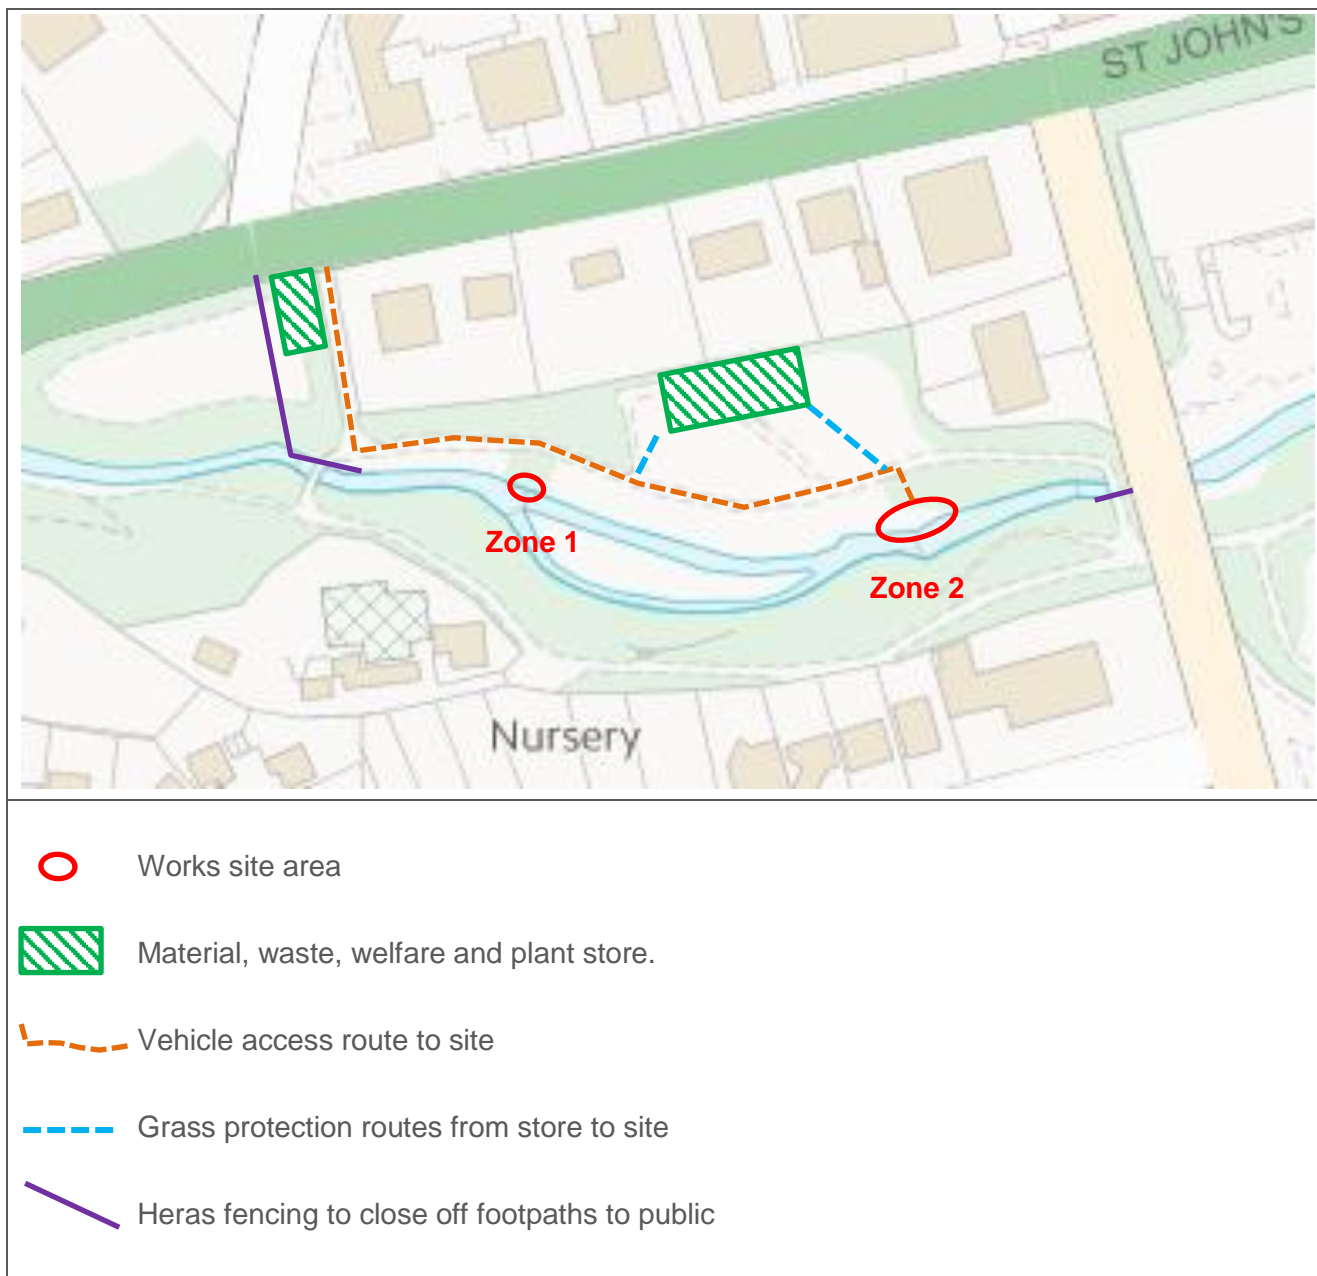 ST JOHN'S
Zone 1
Zone 2
Nursery
Works site area
Material, waste, welfare and plant store.
Vehicle access route to site
Grass protection routes from store to site
Heras fencing to close off footpaths to public